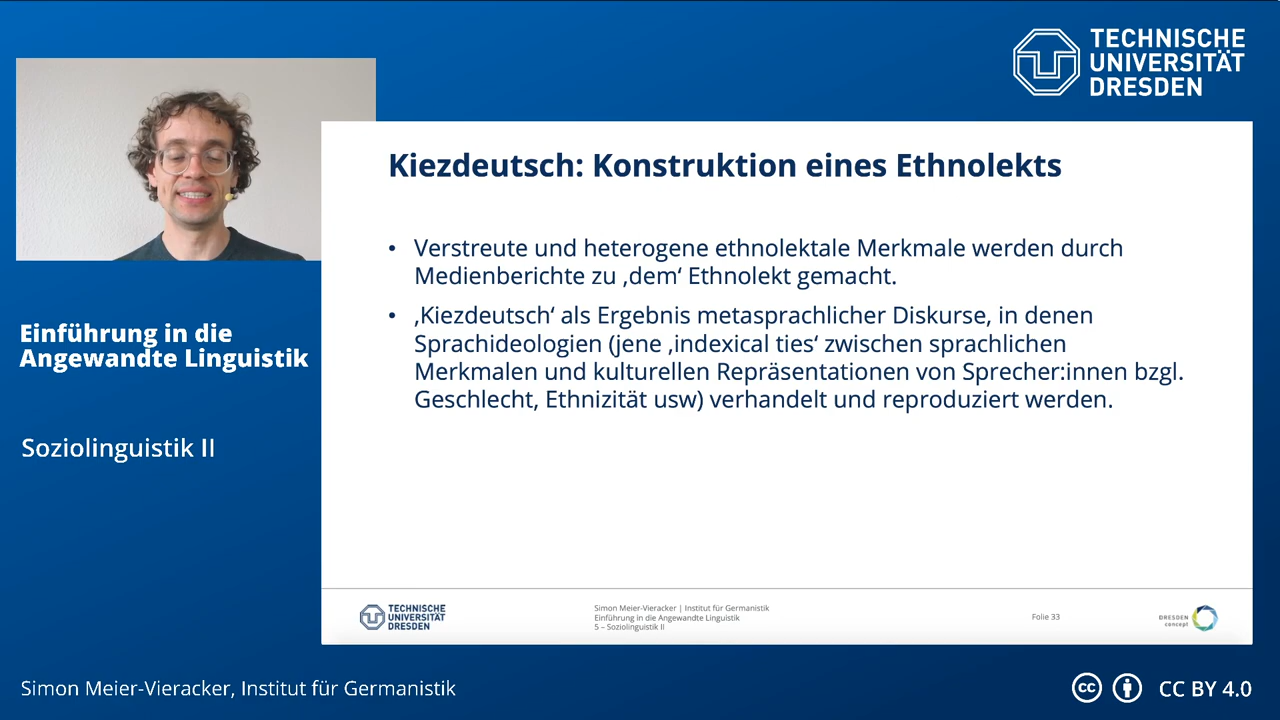 TECHNISCHE
UNIVERSITÄT
DRESDEN
Kiezdeutsch: Konstruktion eines Ethnolekts
• Verstreute und heterogene ethnolektale Merkmale werden durch
Medienberichte zu ‚dem‘ Ethnolekt gemacht.
• ‚Kiezdeutsch‘ als Ergebnis metasprachlicher Diskurse, in denen
Sprachideologien (jene ‚indexical ties‘ zwischen sprachlichen
Merkmalen und kulturellen Repräsentationen von Sprecher:innen bzgl.
Geschlecht, Ethnizität usw) verhandelt und reproduziert werden.
Einführung in die
Angewandte Linguistik
Soziolinguistik II
TECHNISCHE
UNIVERSITÄT
DRESDEN
Simon Meier-Vieracker | Institut für Germanistik
Einführung in die Angewandte Linguistik
5 – Soziolinguistik II
Folie 33
DRESDEN
concept
Simon Meier-Vieracker, Institut für Germanistik
cc
CC BY 4.0